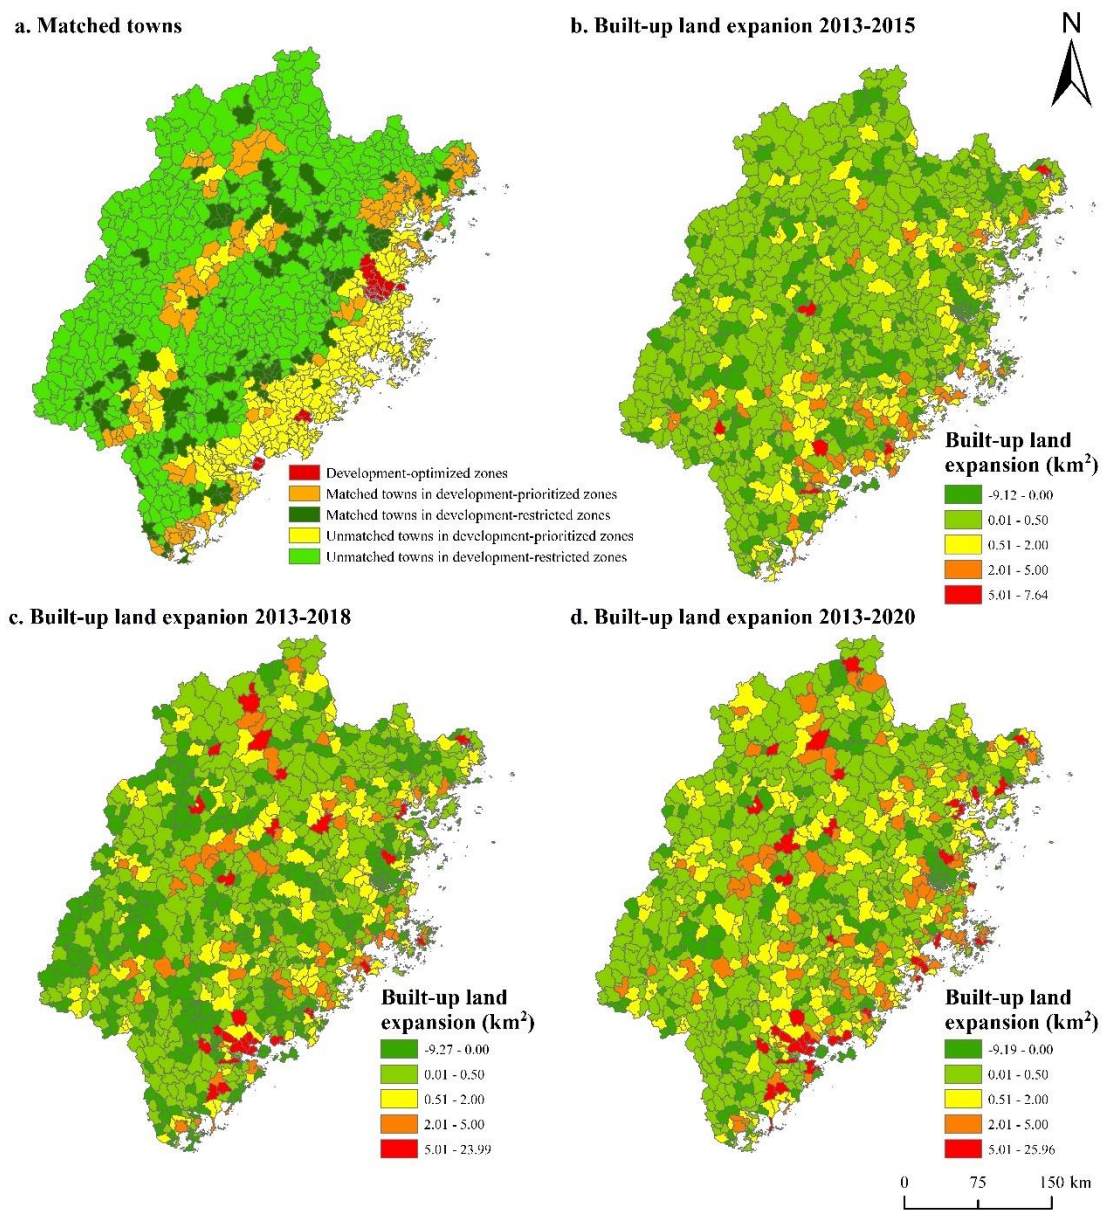 a. Matched towns
b. Built-up land expanion 2013-2015
N
Development-optimized zones
Matched towns in development-prioritized zones
Matched towns in development-restricted zones
Unmatched towns in development-prioritized zones
Unmatched towns in development-restricted zones
Built-up land
expansion (km²)
-9.12 - 0.00
0.01 - 0.50
0.51 - 2.00
2.01 - 5.00
5.01 - 7.64
c. Built-up land expanion 2013-2018
d. Built-up land expanion 2013-2020
Built-up land
expansion (km²)
-9.27 - 0.00
0.01 - 0.50
0.51 - 2.00
2.01 - 5.00
5.01 - 23.99
Built-up land
expansion (km²)
-9.19 - 0.00
0.01 - 0.50
0.51 - 2.00
2.01 - 5.00
5.01 - 25.96
0 75 150 km